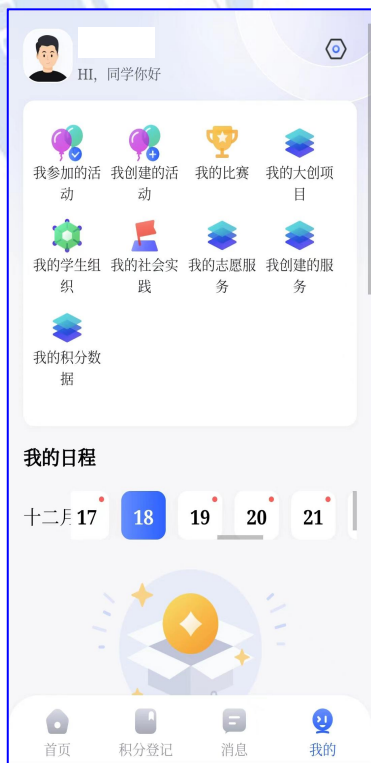 HI，同学你好
我参加的活 我创建的活 我的比赛 我的大创项
动 动 目
我的学生组 我的社会实 我的志愿服 我创建的服
织 践 务 务
我的积分数
据
我的日程
十二月 17 18 19 20 21
首页 积分登记 消息 我的